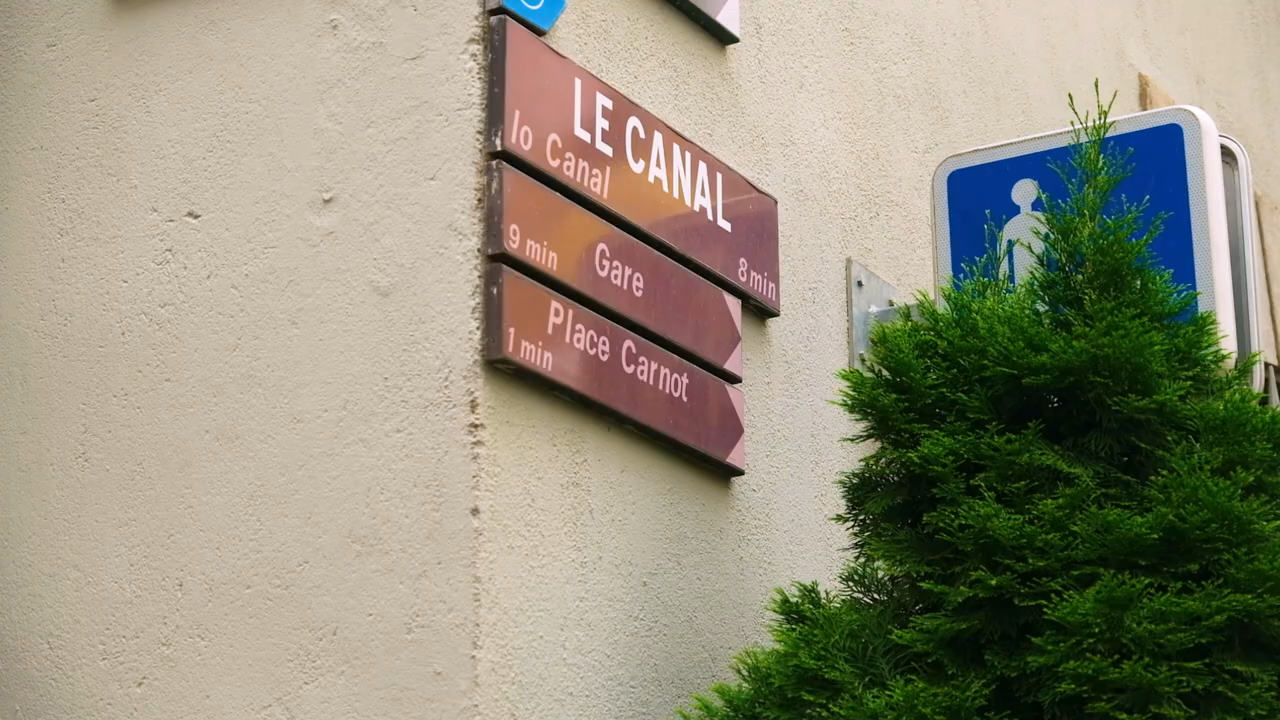 LE CANAL
lo Canal
8 min
Gare
9 min
Place Carnot
1 min